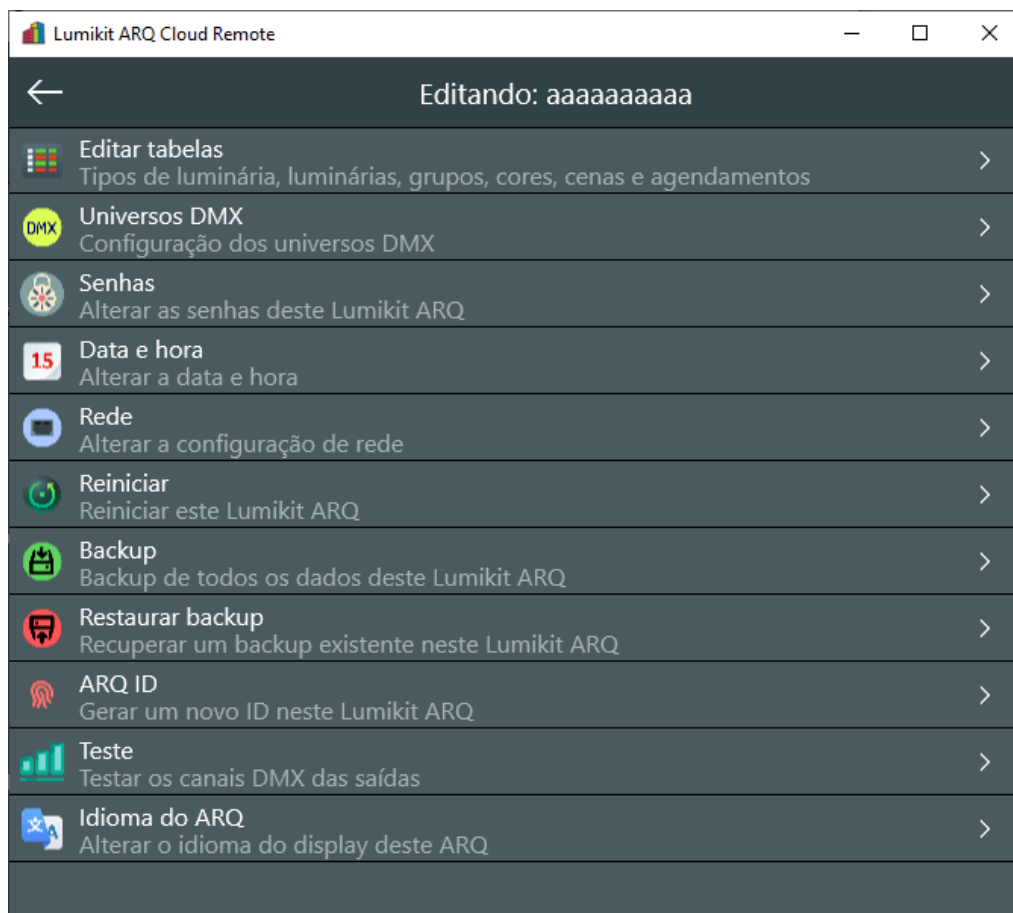 Lumikit ARQ Cloud Remote
Editando: aaaaaaaaaa
Editar tabelas
Tipos de luminária, luminárias, grupos, cores, cenas e agendamentos
DMX
Universos DMX
Configuração dos universos DMX
Senhas
Alterar as senhas deste Lumikit ARQ
15
Data e hora
Alterar a data e hora
Rede
Alterar a configuração de rede
Reiniciar
Reiniciar este Lumikit ARQ
Backup
Backup de todos os dados deste Lumikit ARQ
Restaurar backup
Recuperar um backup existente neste Lumikit ARQ
ARQ ID
Gerar um novo ID neste Lumikit ARQ
Teste
Testar os canais DMX das saídas
Idioma do ARQ
Alterar o idioma do display deste ARQ